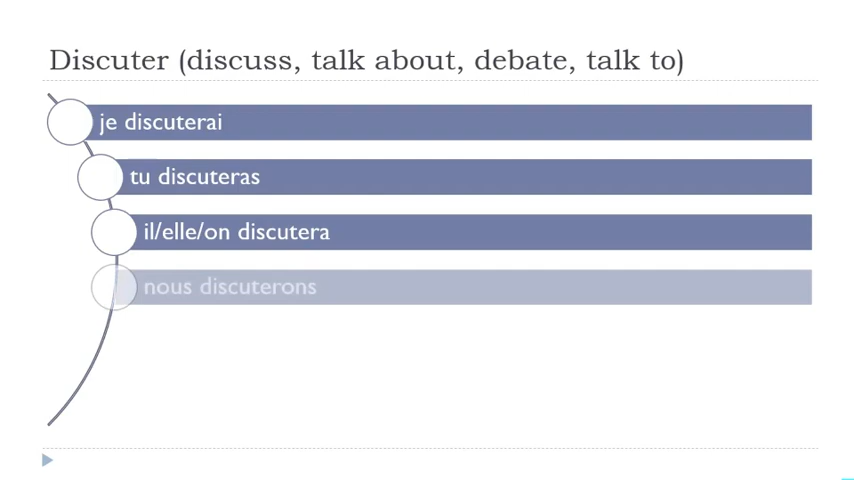 Discuter (discuss, talk about, debate, talk to)
je discuterai
tu discuteras
il/elle/on discutera
nous discuterons